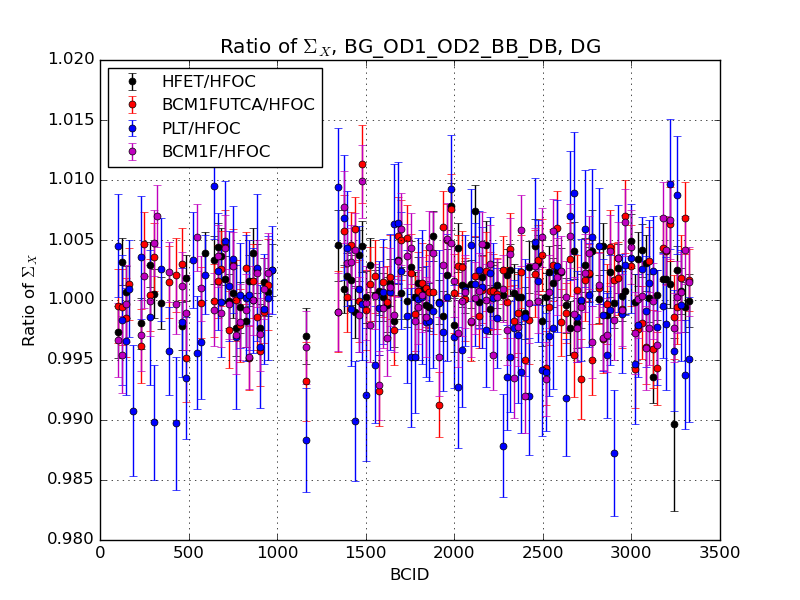 Ratio of Σ_X, BG_OD1_OD2_BB_DB, DG
1.020
1.015
1.010
1.005
1.000
0.995
0.990
0.985
0.980
Ratio of Σ_X
HFET/HFOC
BCM1FUTCA/HFOC
PLT/HFOC
BCM1F/HFOC
0
500
1000
1500
2000
2500
3000
3500
BCID